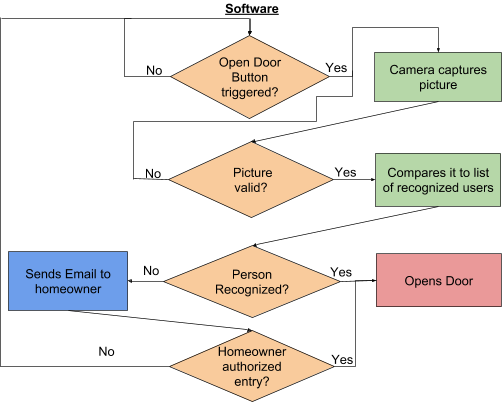 Software
Open Door
Button
triggered?
No
Yes
Camera captures
picture
Picture
valid?
No
Yes
Compares it to list
of recognized users
Person
Recognized?
No
Yes
Sends Email to
homeowner
Opens Door
Homeowner
authorized
entry?
No
Yes